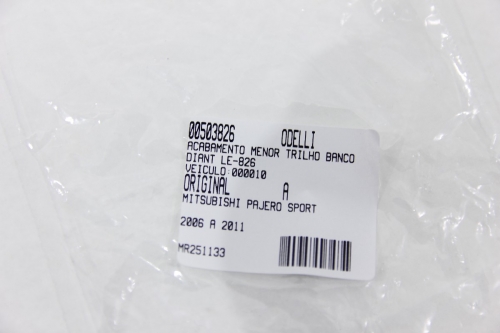 00503826 ODELLI
ACABAMENTO MENOR TRILHO BANCO
DIANT LE-826
VEICULO:000010
ORIGINAL A
MITSUBISHI PAJERO SPORT
2006 A 2011
MR251133